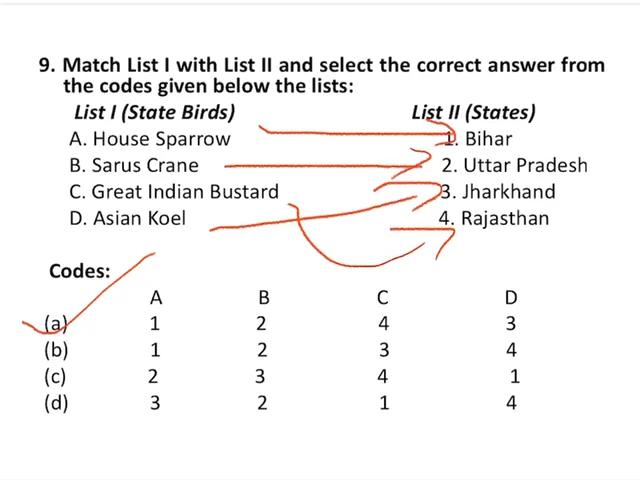 9. Match List I with List II and select the correct answer from
the codes given below the lists:
List I (State Birds) List II (States)
A. House Sparrow 1. Bihar
B. Sarus Crane 2. Uttar Pradesh
C. Great Indian Bustard 3. Jharkhand
D. Asian Koel 4. Rajasthan
Codes:
A B C D
(a) 1 2 4 3
(b) 1 2 3 4
(c) 2 3 4 1
(d) 3 2 1 4